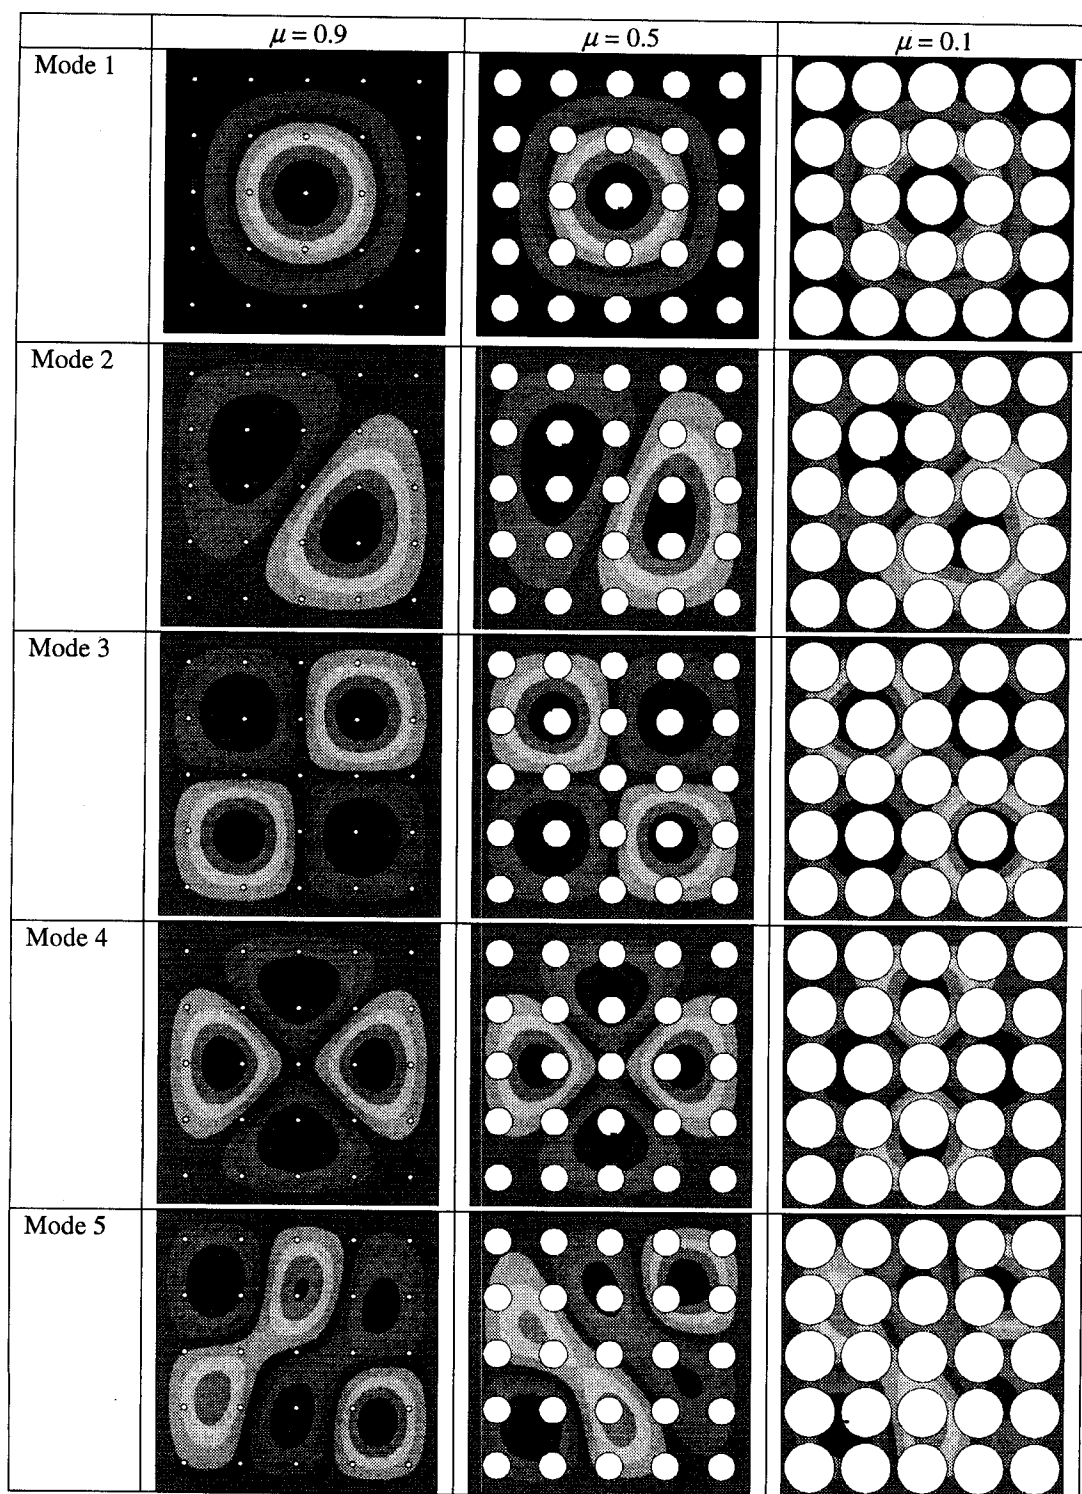 μ = 0.9 μ = 0.5 μ = 0.1
Mode 1
Mode 2
Mode 3
Mode 4
Mode 5